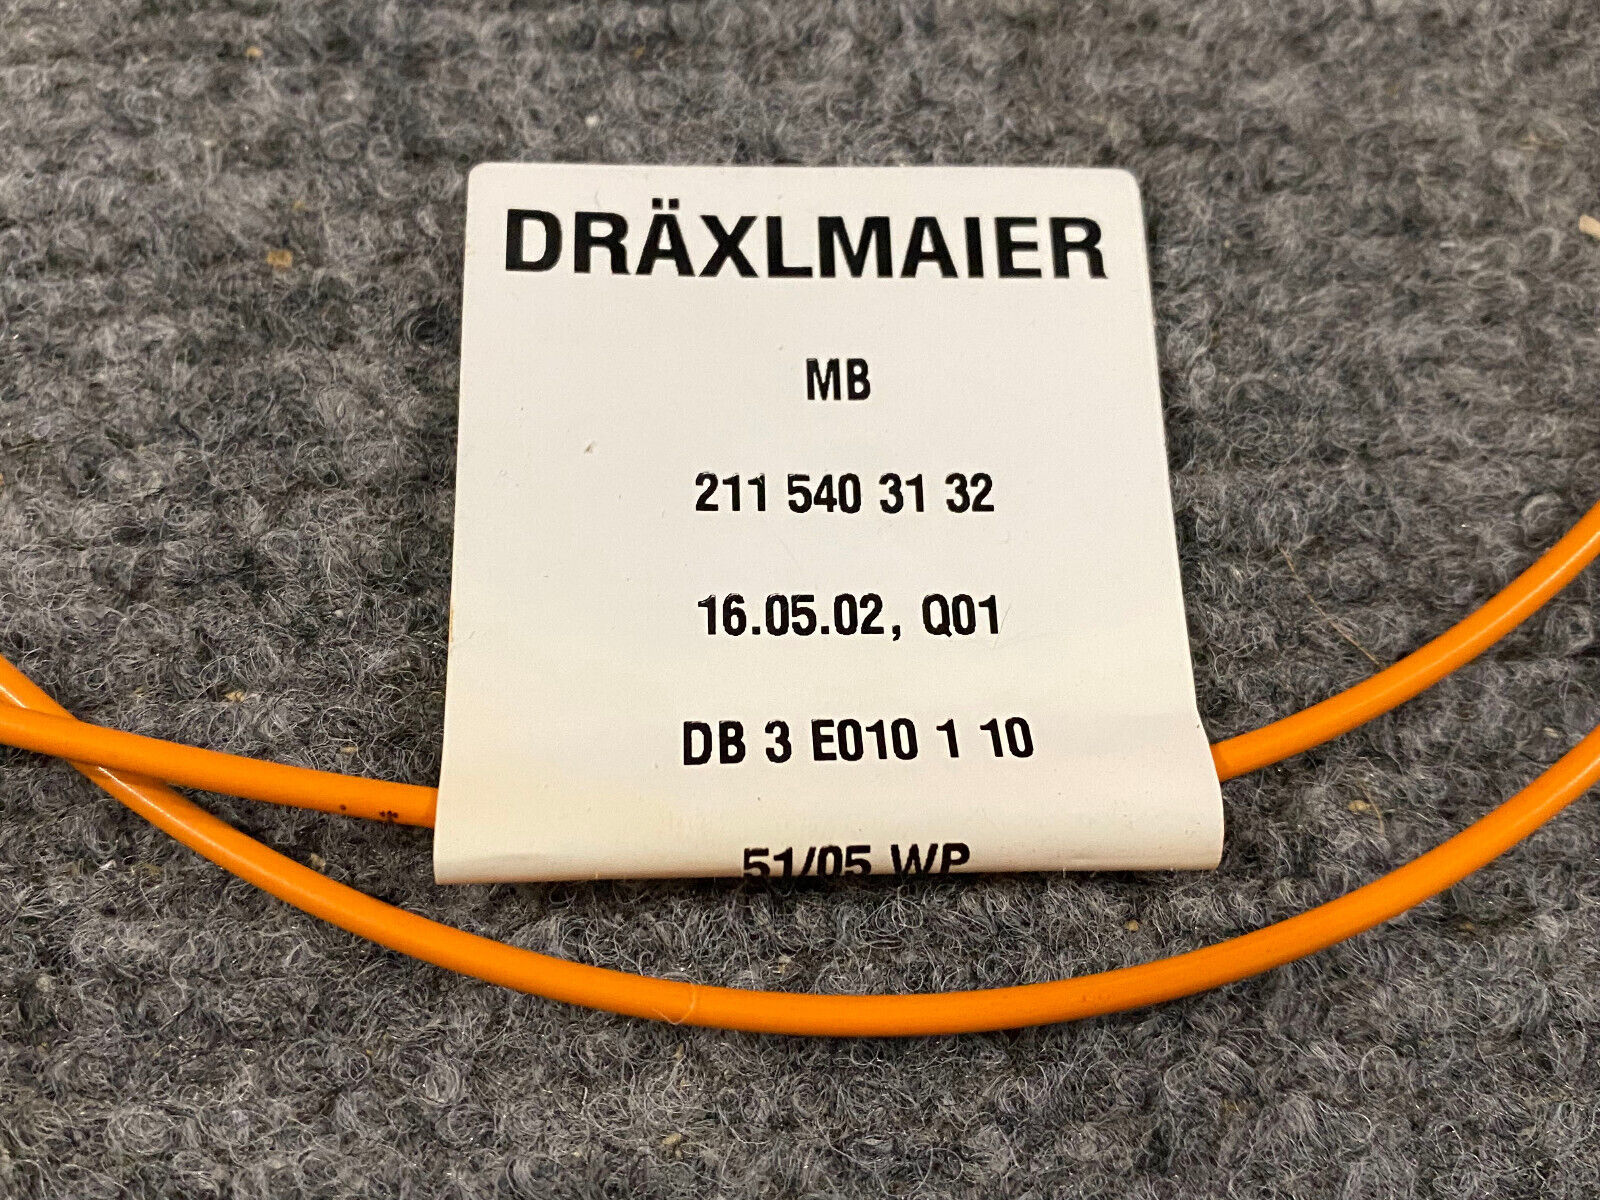 DRÄXLMAIER
MB
211 540 31 32
16.05.02, Q01
DB 3 E010 1 10
51/05 WP